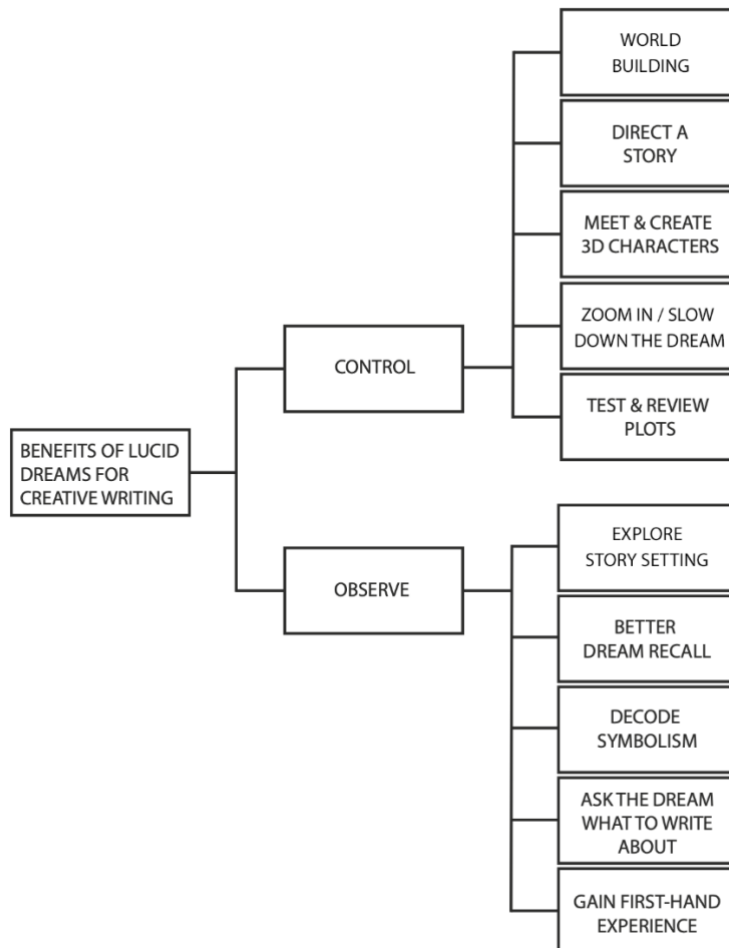 BENEFITS OF LUCID
DREAMS FOR
CREATIVE WRITING
CONTROL
WORLD
BUILDING
DIRECT A
STORY
MEET & CREATE
3D CHARACTERS
ZOOM IN / SLOW
DOWN THE DREAM
TEST & REVIEW
PLOTS
OBSERVE
EXPLORE
STORY SETTING
BETTER
DREAM RECALL
DECODE
SYMBOLISM
ASK THE DREAM
WHAT TO WRITE
ABOUT
GAIN FIRST-HAND
EXPERIENCE